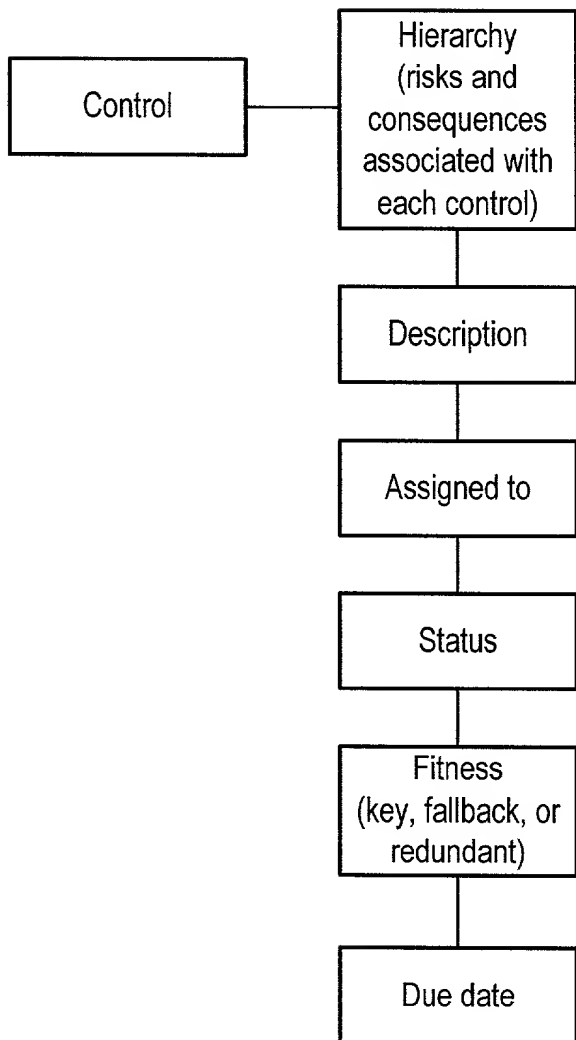 Control
Hierarchy
(risks and
consequences
associated with
each control)
Description
Assigned to
Status
Fitness
(key, fallback, or
redundant)
Due date